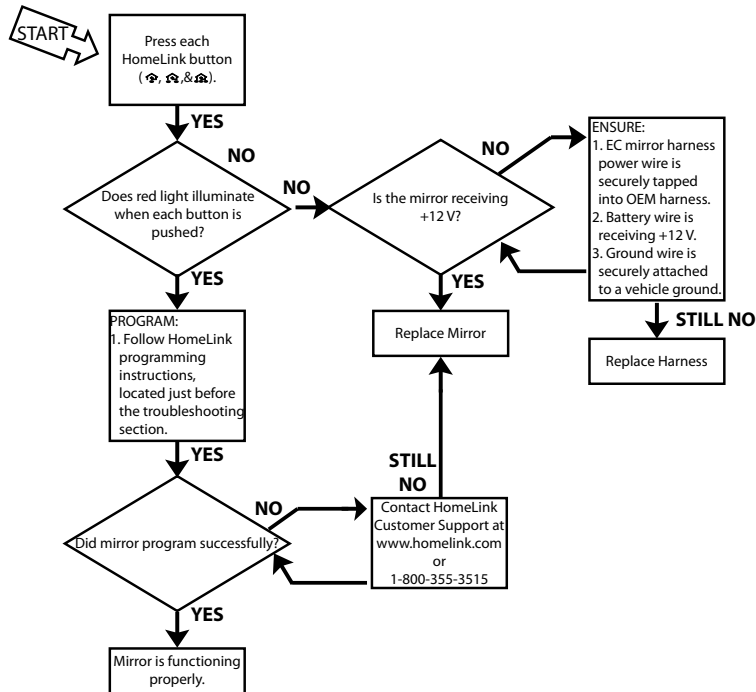 START
Press each
HomeLink button
( , , & ).
YES
NO
Does red light illuminate
when each button is
pushed?
NO
Is the mirror receiving
+12 V?
NO
ENSURE:
1. EC mirror harness
power wire is
securely tapped
into OEM harness.
2. Battery wire is
receiving +12 V.
3. Ground wire is
securely attached
to a vehicle ground.
YES
YES
STILL NO
PROGRAM:
1. Follow HomeLink
programming
instructions,
located just before
the troubleshooting
section.
Replace Mirror
Replace Harness
YES
STILL
NO
NO
Did mirror program successfully?
Contact HomeLink
Customer Support at
www.homelink.com
or
1-800-355-3515
YES
Mirror is functioning
properly.